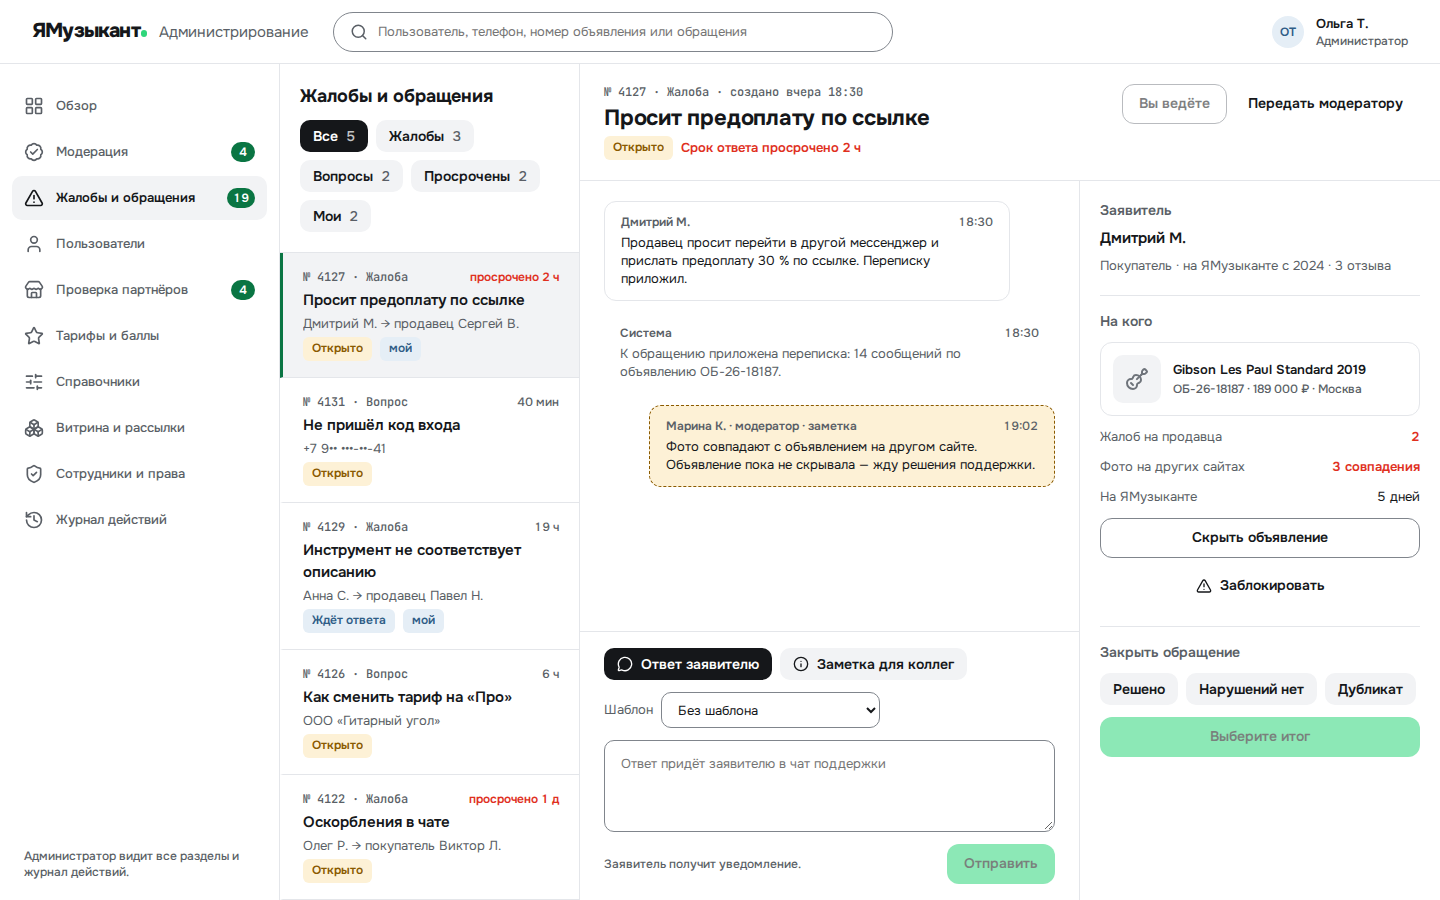 ЯМузыкант. Администрирование
Пользователь, телефон, номер объявления или обращения
ОТ
Ольга Т.
Администратор
Обзор
Модерация 4
Жалобы и обращения 19
Пользователи
Проверка партнёров 4
Тарифы и баллы
Справочники
Витрина и рассылки
Сотрудники и права
Журнал действий
Администратор видит все разделы и
журнал действий.
Жалобы и обращения
Все 5 Жалобы 3
Вопросы 2 Просрочены 2
Мои 2
№ 4127 · Жалоба просрочено 2 ч
Просит предоплату по ссылке
Дмитрий М. → продавец Сергей В.
Открыто мой
№ 4131 · Вопрос 40 мин
Не пришёл код входа
+7 9•• •••-••-41
Открыто
№ 4129 · Жалоба 19 ч
Инструмент не соответствует
описанию
Анна С. → продавец Павел Н.
Ждёт ответа мой
№ 4126 · Вопрос 6 ч
Как сменить тариф на «Про»
ООО «Гитарный угол»
Открыто
№ 4122 · Жалоба просрочено 1 д
Оскорбления в чате
Олег Р. → покупатель Виктор Л.
Открыто
№ 4127 · Жалоба · создано вчера 18:30
Просит предоплату по ссылке
Открыто Срок ответа просрочено 2 ч
Вы ведёте Передать модератору
Дмитрий М. 18:30
Продавец просит перейти в другой мессенджер и
прислать предоплату 30 % по ссылке. Переписку
приложил.
Система 18:30
К обращению приложена переписка: 14 сообщений по
объявлению ОБ-26-18187.
Марина К. · модератор · заметка 19:02
Фото совпадают с объявлением на другом сайте.
Объявление пока не скрывала — жду решения поддержки.
Ответ заявителю Заметка для коллег
Шаблон Без шаблона
Ответ придёт заявителю в чат поддержки
Заявитель получит уведомление. Отправить
Заявитель
Дмитрий М.
Покупатель · на ЯМузыканте с 2024 · 3 отзыва
На кого
Gibson Les Paul Standard 2019
ОБ-26-18187 · 189 000 ₽ · Москва
Жалоб на продавца 2
Фото на других сайтах 3 совпадения
На ЯМузыканте 5 дней
Скрыть объявление
Заблокировать
Закрыть обращение
Решено Нарушений нет Дубликат
Выберите итог